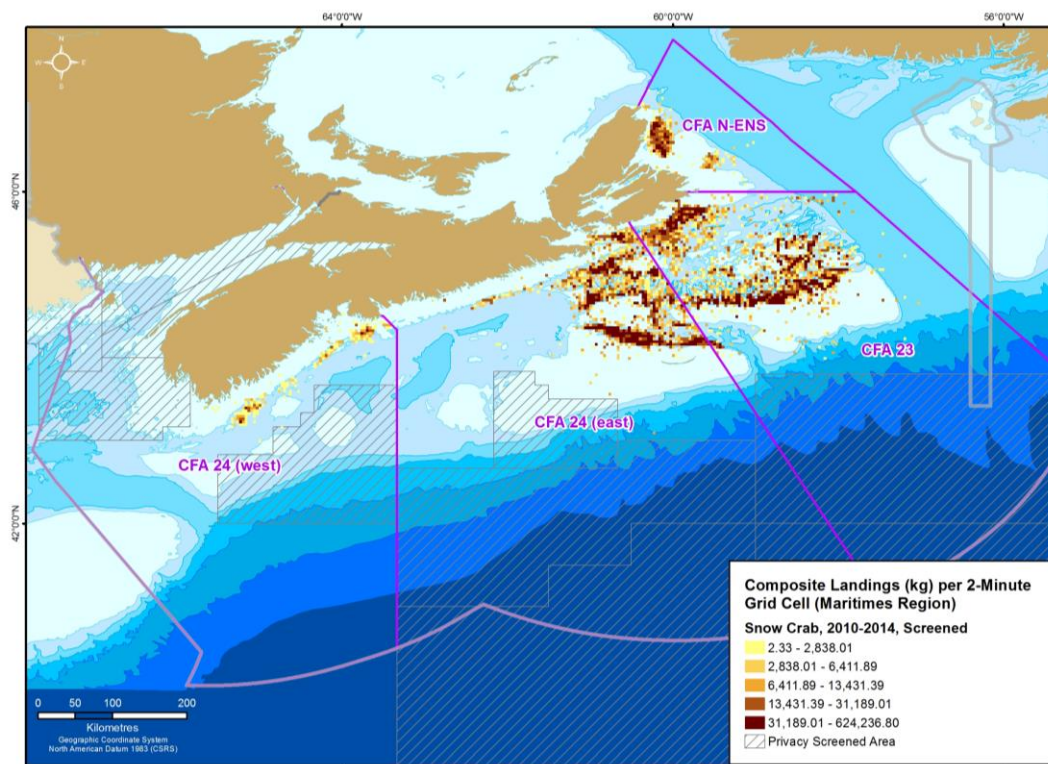 64°0'0"W
60°0'0"W
56°0'0"W
N
W
E
S
CFA N-ENS
46°0'0"N
CFA 23
CFA 24 (east)
CFA 24 (west)
42°0'0"N
0 50 100 200
Kilometres
Geographic Coordinate System
North American Datum 1983 (CSRS)
Composite Landings (kg) per 2-Minute
Grid Cell (Maritimes Region)
Snow Crab, 2010-2014, Screened
2.33 - 2,838.01
2,838.01 - 6,411.89
6,411.89 - 13,431.39
13,431.39 - 31,189.01
31,189.01 - 624,236.80
Privacy Screened Area